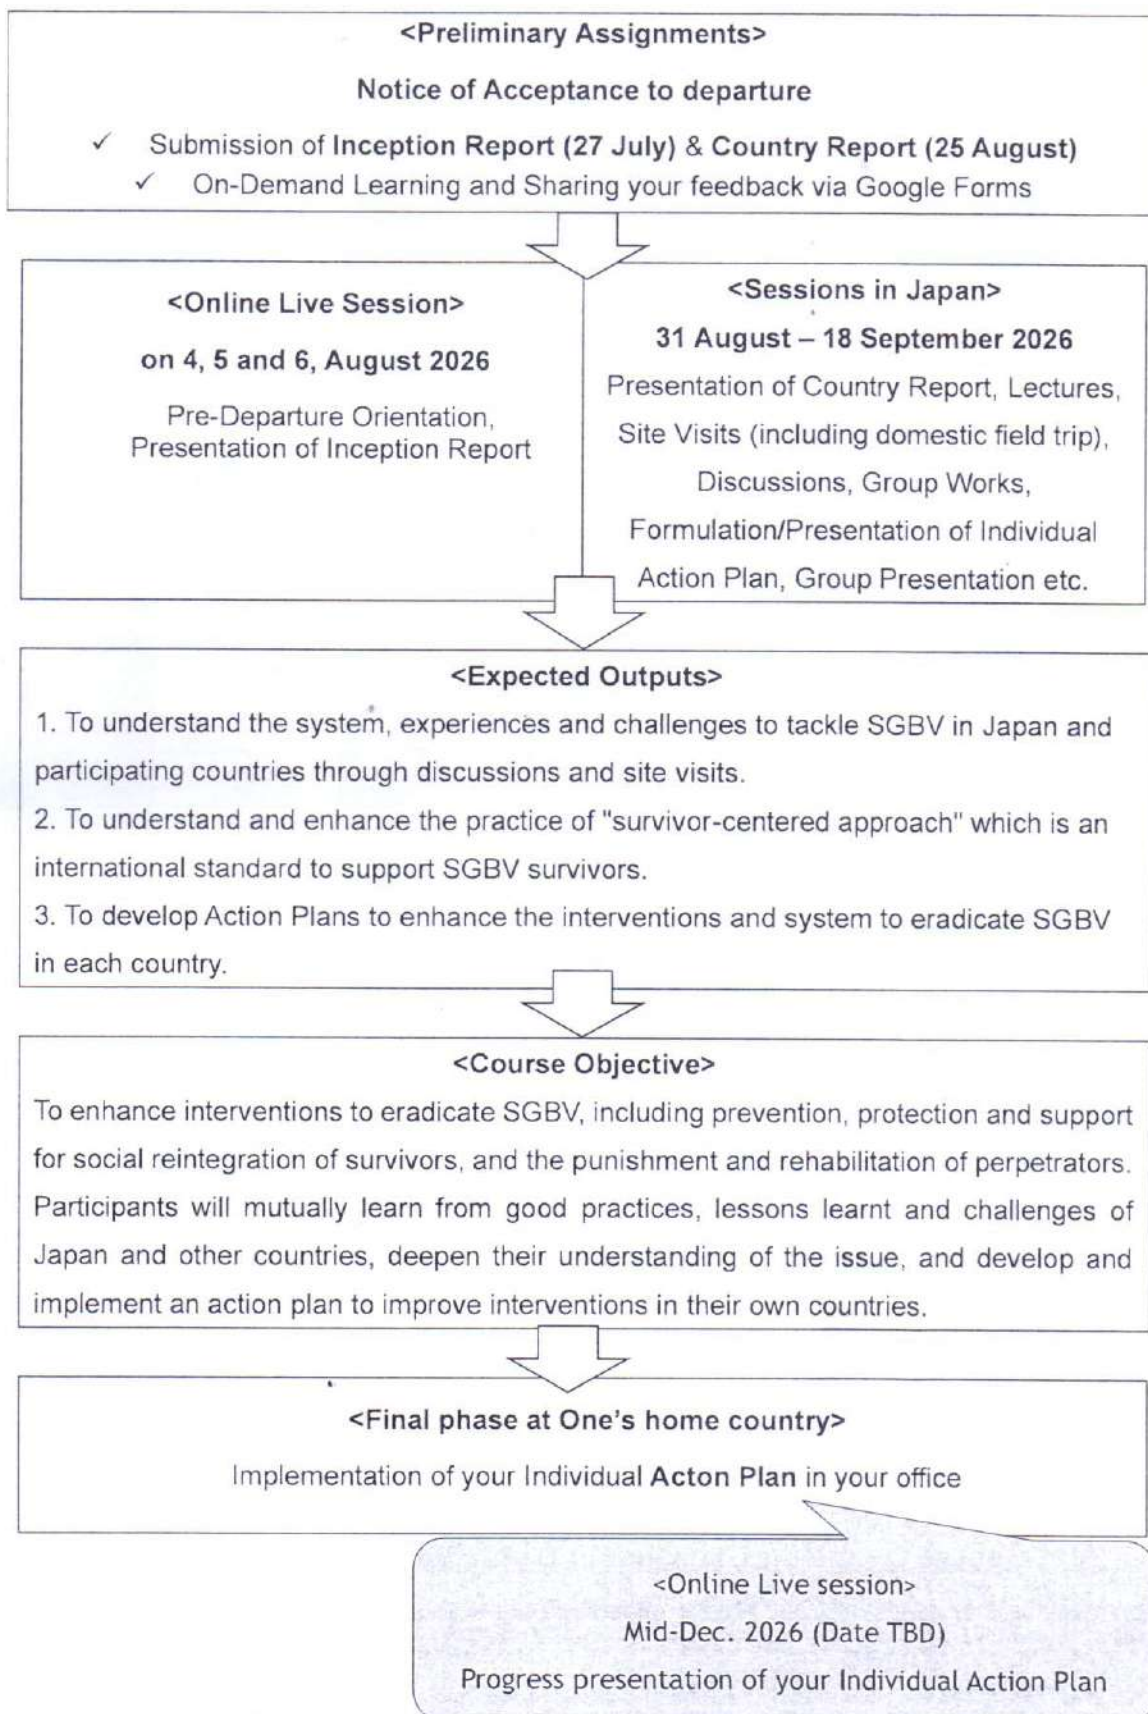 <Preliminary Assignments>
Notice of Acceptance to departure
✓ Submission of Inception Report (27 July) & Country Report (25 August)
✓ On-Demand Learning and Sharing your feedback via Google Forms
<Online Live Session>
on 4, 5 and 6, August 2026
Pre-Departure Orientation,
Presentation of Inception Report
<Sessions in Japan>
31 August – 18 September 2026
Presentation of Country Report, Lectures,
Site Visits (including domestic field trip),
Discussions, Group Works,
Formulation/Presentation of Individual
Action Plan, Group Presentation etc.
<Expected Outputs>
1. To understand the system, experiences and challenges to tackle SGBV in Japan and
participating countries through discussions and site visits.
2. To understand and enhance the practice of "survivor-centered approach" which is an
international standard to support SGBV survivors.
3. To develop Action Plans to enhance the interventions and system to eradicate SGBV
in each country.
<Course Objective>
To enhance interventions to eradicate SGBV, including prevention, protection and support
for social reintegration of survivors, and the punishment and rehabilitation of perpetrators.
Participants will mutually learn from good practices, lessons learnt and challenges of
Japan and other countries, deepen their understanding of the issue, and develop and
implement an action plan to improve interventions in their own countries.
<Final phase at One's home country>
Implementation of your Individual Acton Plan in your office
<Online Live session>
Mid-Dec. 2026 (Date TBD)
Progress presentation of your Individual Action Plan